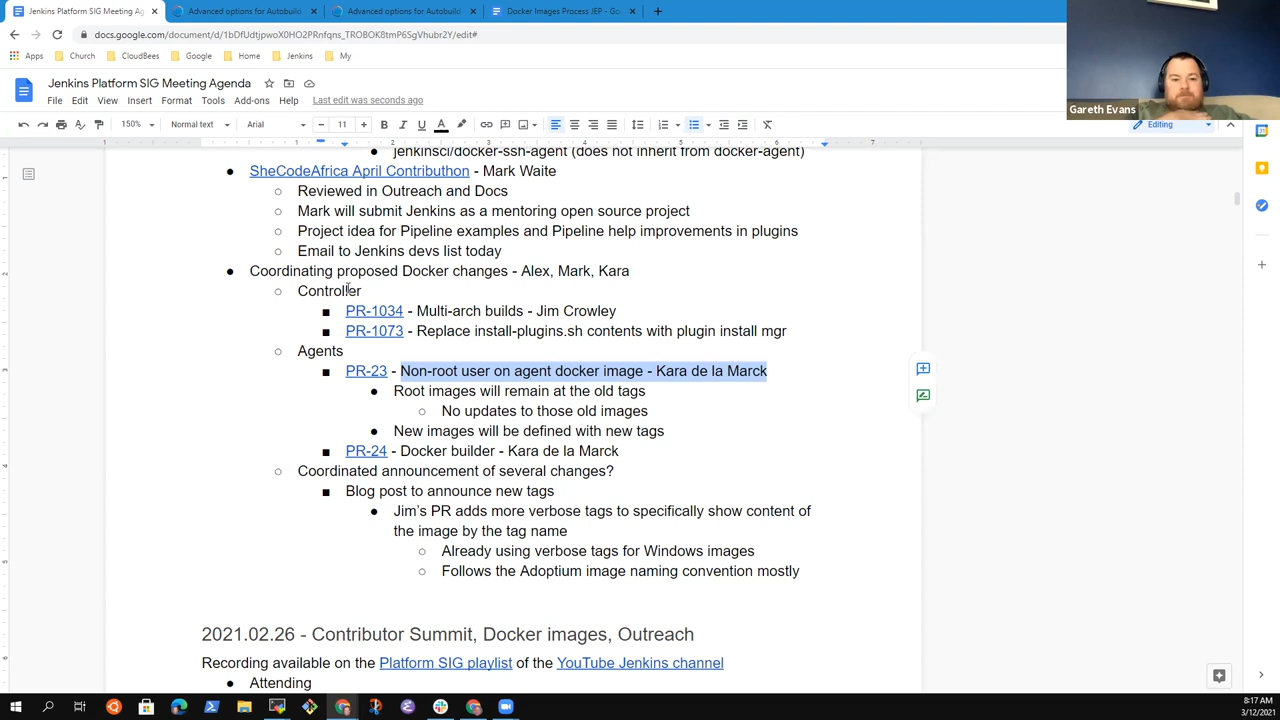 Jenkins Platform SIG Meeting Ag
Advanced options for Autobuild
Advanced options for Autobuild
Docker Images Process JEP - Go
docs.google.com/document/d/1bDfUdtjpwoX0HO2PRnfqns_TROBOK8tmP6SgVhubr2Y/edit#
Apps
Church
CloudBees
Google
Home
Jenkins
My
Jenkins Platform SIG Meeting Agenda
File Edit View Insert Format Tools Add-ons Help Last edit was seconds ago
Gareth Evans
150% Normal text Arial 11 Editing
jenkinsci/docker-ssh-agent (does not inherit from docker-agent)
SheCodeAfrica April Contributhon - Mark Waite
Reviewed in Outreach and Docs
Mark will submit Jenkins as a mentoring open source project
Project idea for Pipeline examples and Pipeline help improvements in plugins
Email to Jenkins devs list today
Coordinating proposed Docker changes - Alex, Mark, Kara
Controller
PR-1034 - Multi-arch builds - Jim Crowley
PR-1073 - Replace install-plugins.sh contents with plugin install mgr
Agents
PR-23 - Non-root user on agent docker image - Kara de la Marck
Root images will remain at the old tags
No updates to those old images
New images will be defined with new tags
PR-24 - Docker builder - Kara de la Marck
Coordinated announcement of several changes?
Blog post to announce new tags
Jim's PR adds more verbose tags to specifically show content of
the image by the tag name
Already using verbose tags for Windows images
Follows the Adoptium image naming convention mostly
2021.02.26 - Contributor Summit, Docker images, Outreach
Recording available on the Platform SIG playlist of the YouTube Jenkins channel
Attending
8:17 AM
3/12/2021